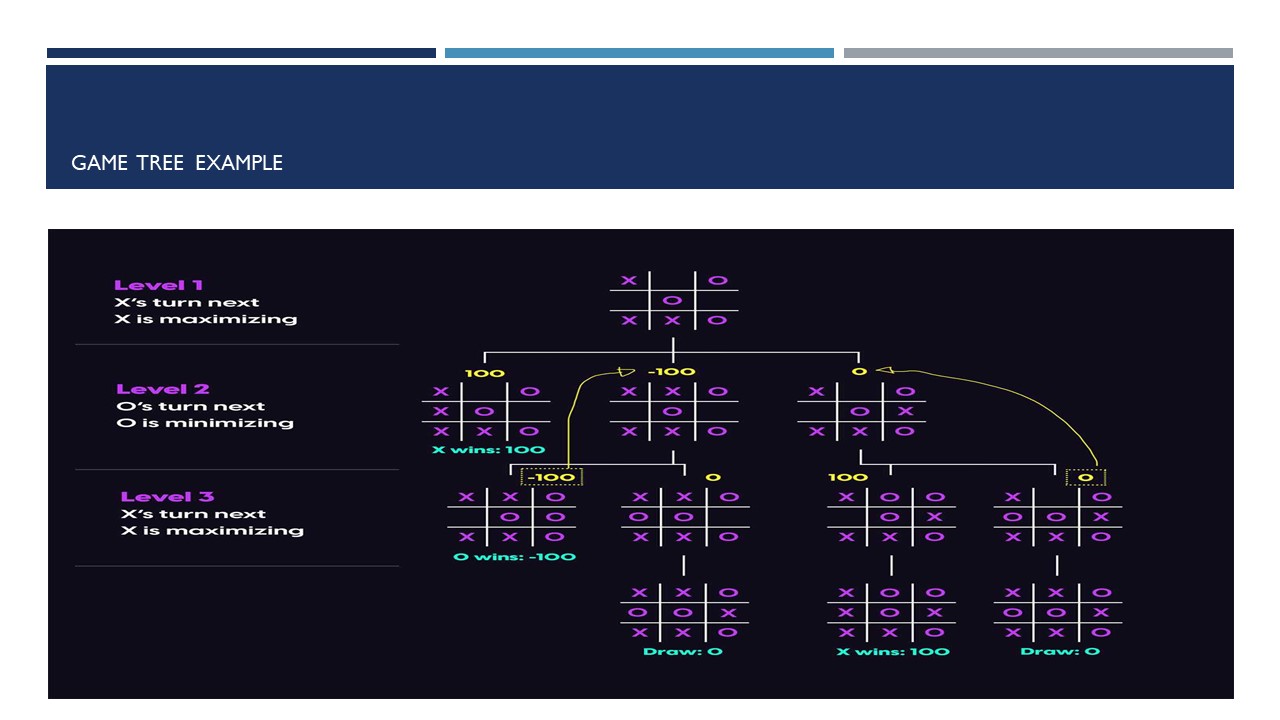 GAME TREE EXAMPLE
Level 1
X's turn next
X is maximizing
X O
O
X X O
Level 2
O's turn next
O is minimizing
100
X O
X O
X X O
X wins: 100
-100
X X O
O
X X O
0
X O
O X
X X O
Level 3
X's turn next
X is maximizing
-100
X X O
O O
X X O
O wins: -100
0
X X O
O O
X X O
100
X O O
O X
X X O
0
X O
O O X
X X O
X X O
O O X
X X O
Draw: 0
X O O
X O X
X X O
X wins: 100
X X O
O O X
X X O
Draw: 0